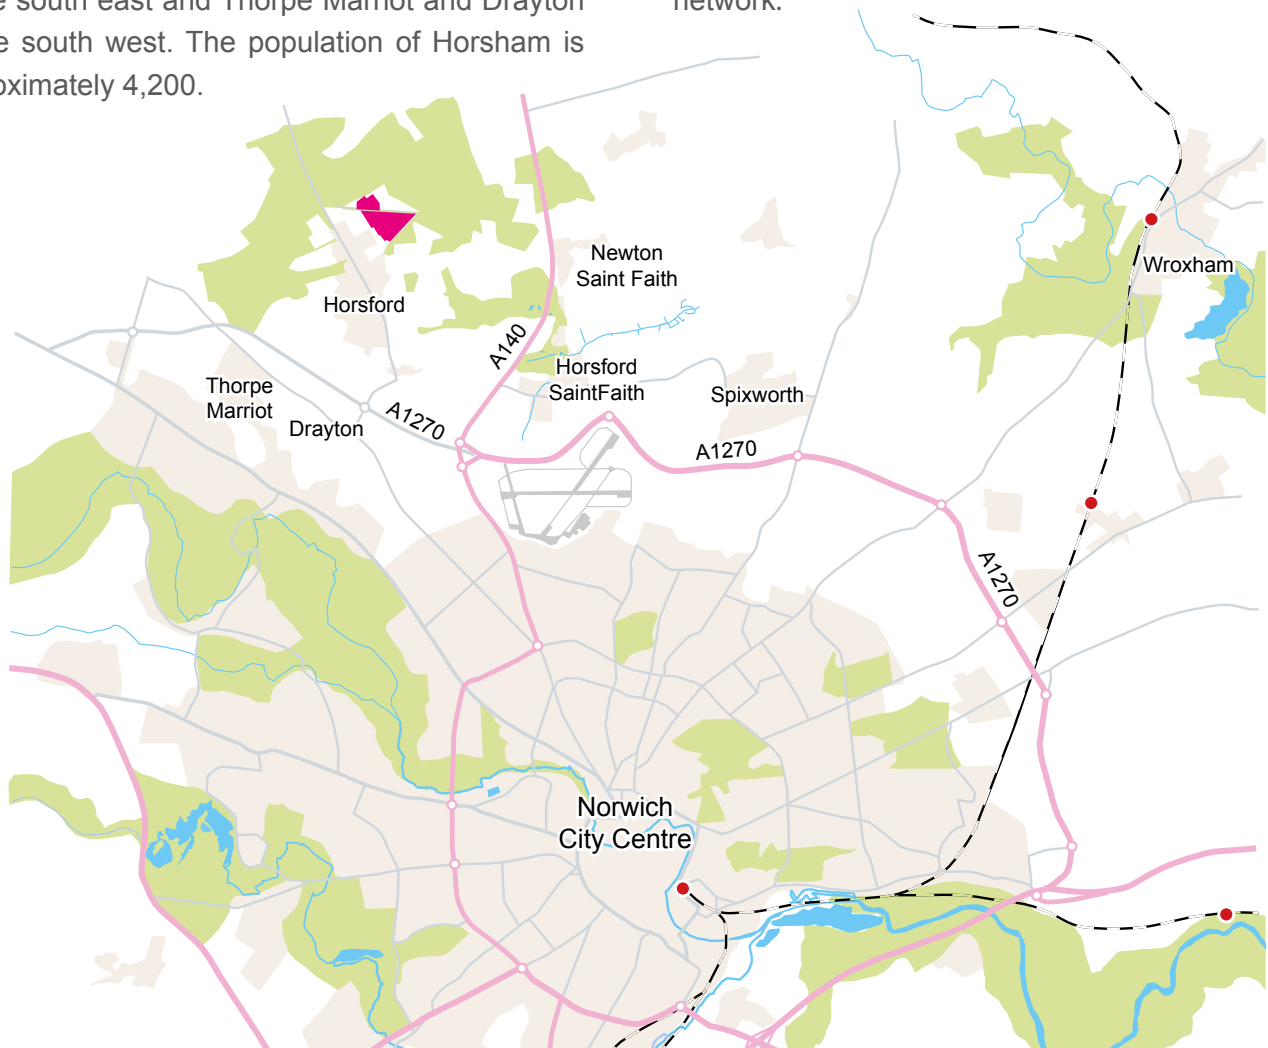 e south east and Thorpe Marriot and Drayton
e south west. The population of Horsham is
oximately 4,200.
network.
Newton
Saint Faith
Wroxham
Horsford
A140
Horsford
SaintFaith
Thorpe
Marriot
Spixworth
Drayton
A1270
A1270
A1270
Norwich
City Centre